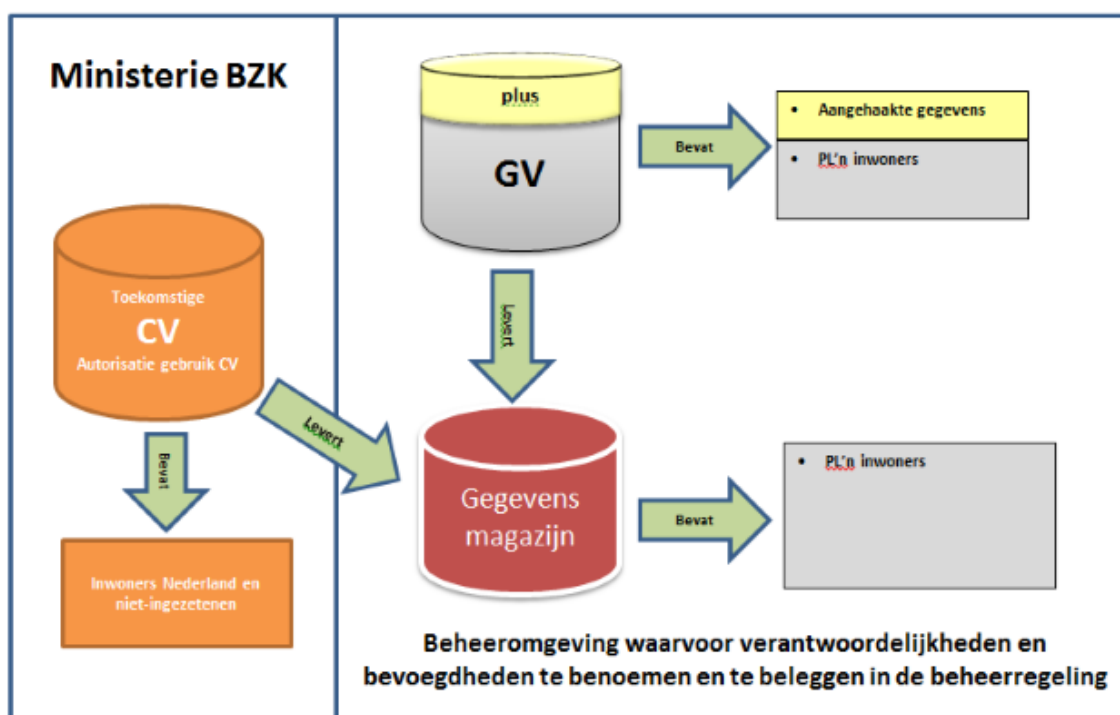 Ministerie BZK
Toekomstige
CV
Autorisatie gebruik CV
Bevat
Inwoners Nederland en
niet-ingezetenen
Levert
plus
GV
Bevat
• Aangehaakte gegevens
• PL'n inwoners
Levert
Gegevens
magazijn
Bevat
• PL'n inwoners
Beheeromgeving waarvoor verantwoordelijkheden en
bevoegdheden te benoemen en te beleggen in de beheerregeling